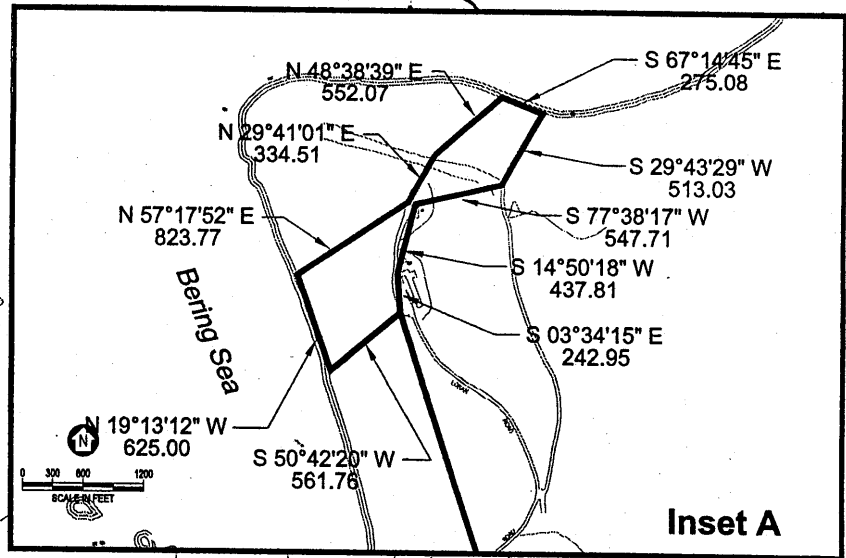 N 48°38'39" E
552.07
S 67°14'45" E
275.08
N 29°41'01" E
334.51
S 29°43'29" W
513.03
N 57°17'52" E
823.77
S 77°38'17" W
547.71
S 14°50'18" W
437.81
Bering Sea
S 03°34'15" E
242.95
N 19°13'12" W
625.00
N
S 50°42'20" W
561.76
0 300 600 1200
SCALE IN FEET
LORAN
ROAD
ROAD
Inset A